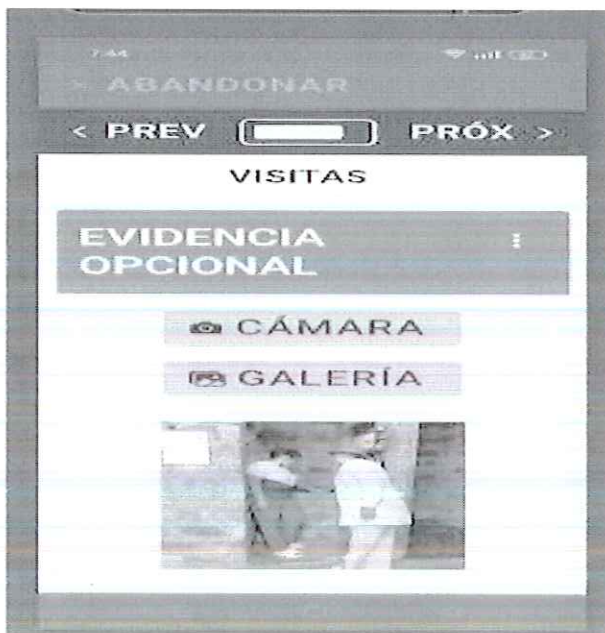 7:44
× ABANDONAR
< PREV PRÓX >
VISITAS
EVIDENCIA
OPCIONAL
CÁMARA
GALERÍA